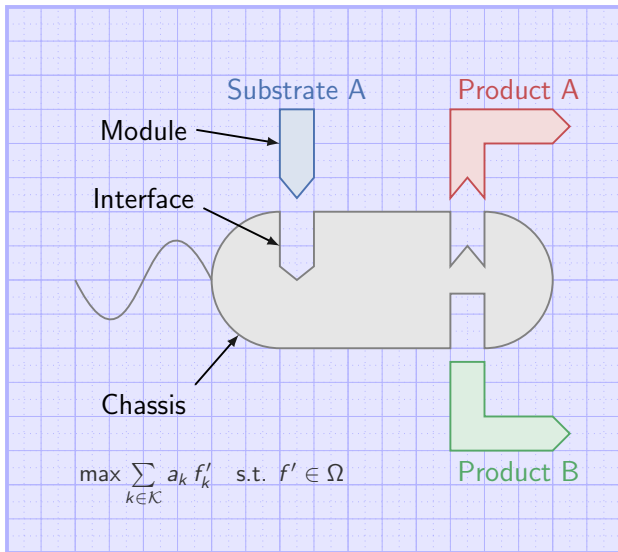 Substrate A
Product A
Module
Interface
Chassis
max ∑_{k∈𝒦} a_k f′_k s.t. f′ ∈ Ω
Product B